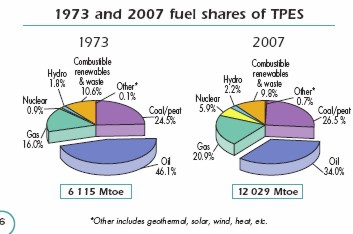 1973 and 2007 fuel shares of TPES
1973
Combustible
renewables
& waste
10.6%
Hydro
1.8%
Other*
0.1%
Nuclear
0.9%
Coal/peat
24.5%
Gas
16.0%
Oil
46.1%
6 115 Mtoe
2007
Combustible
renewables
& waste
9.8%
Hydro
2.2%
Other*
0.7%
Nuclear
5.9%
Coal/peat
26.5 %
Gas
20.9%
Oil
34.0%
12 029 Mtoe
6
*Other includes geothermal, solar, wind, heat, etc.